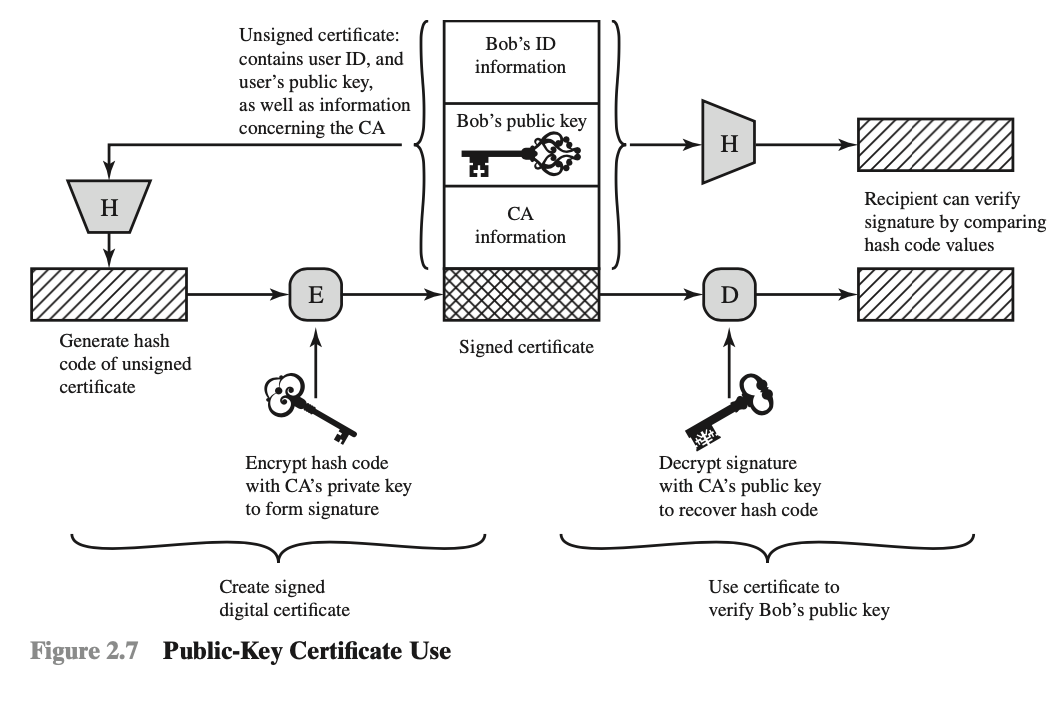 Unsigned certificate:
contains user ID, and
user's public key,
as well as information
concerning the CA
Bob's ID
information
Bob's public key
CA
information
H
H
Recipient can verify
signature by comparing
hash code values
E
D
Generate hash
code of unsigned
certificate
Signed certificate
Encrypt hash code
with CA's private key
to form signature
Decrypt signature
with CA's public key
to recover hash code
Create signed
digital certificate
Use certificate to
verify Bob's public key
Figure 2.7 Public-Key Certificate Use